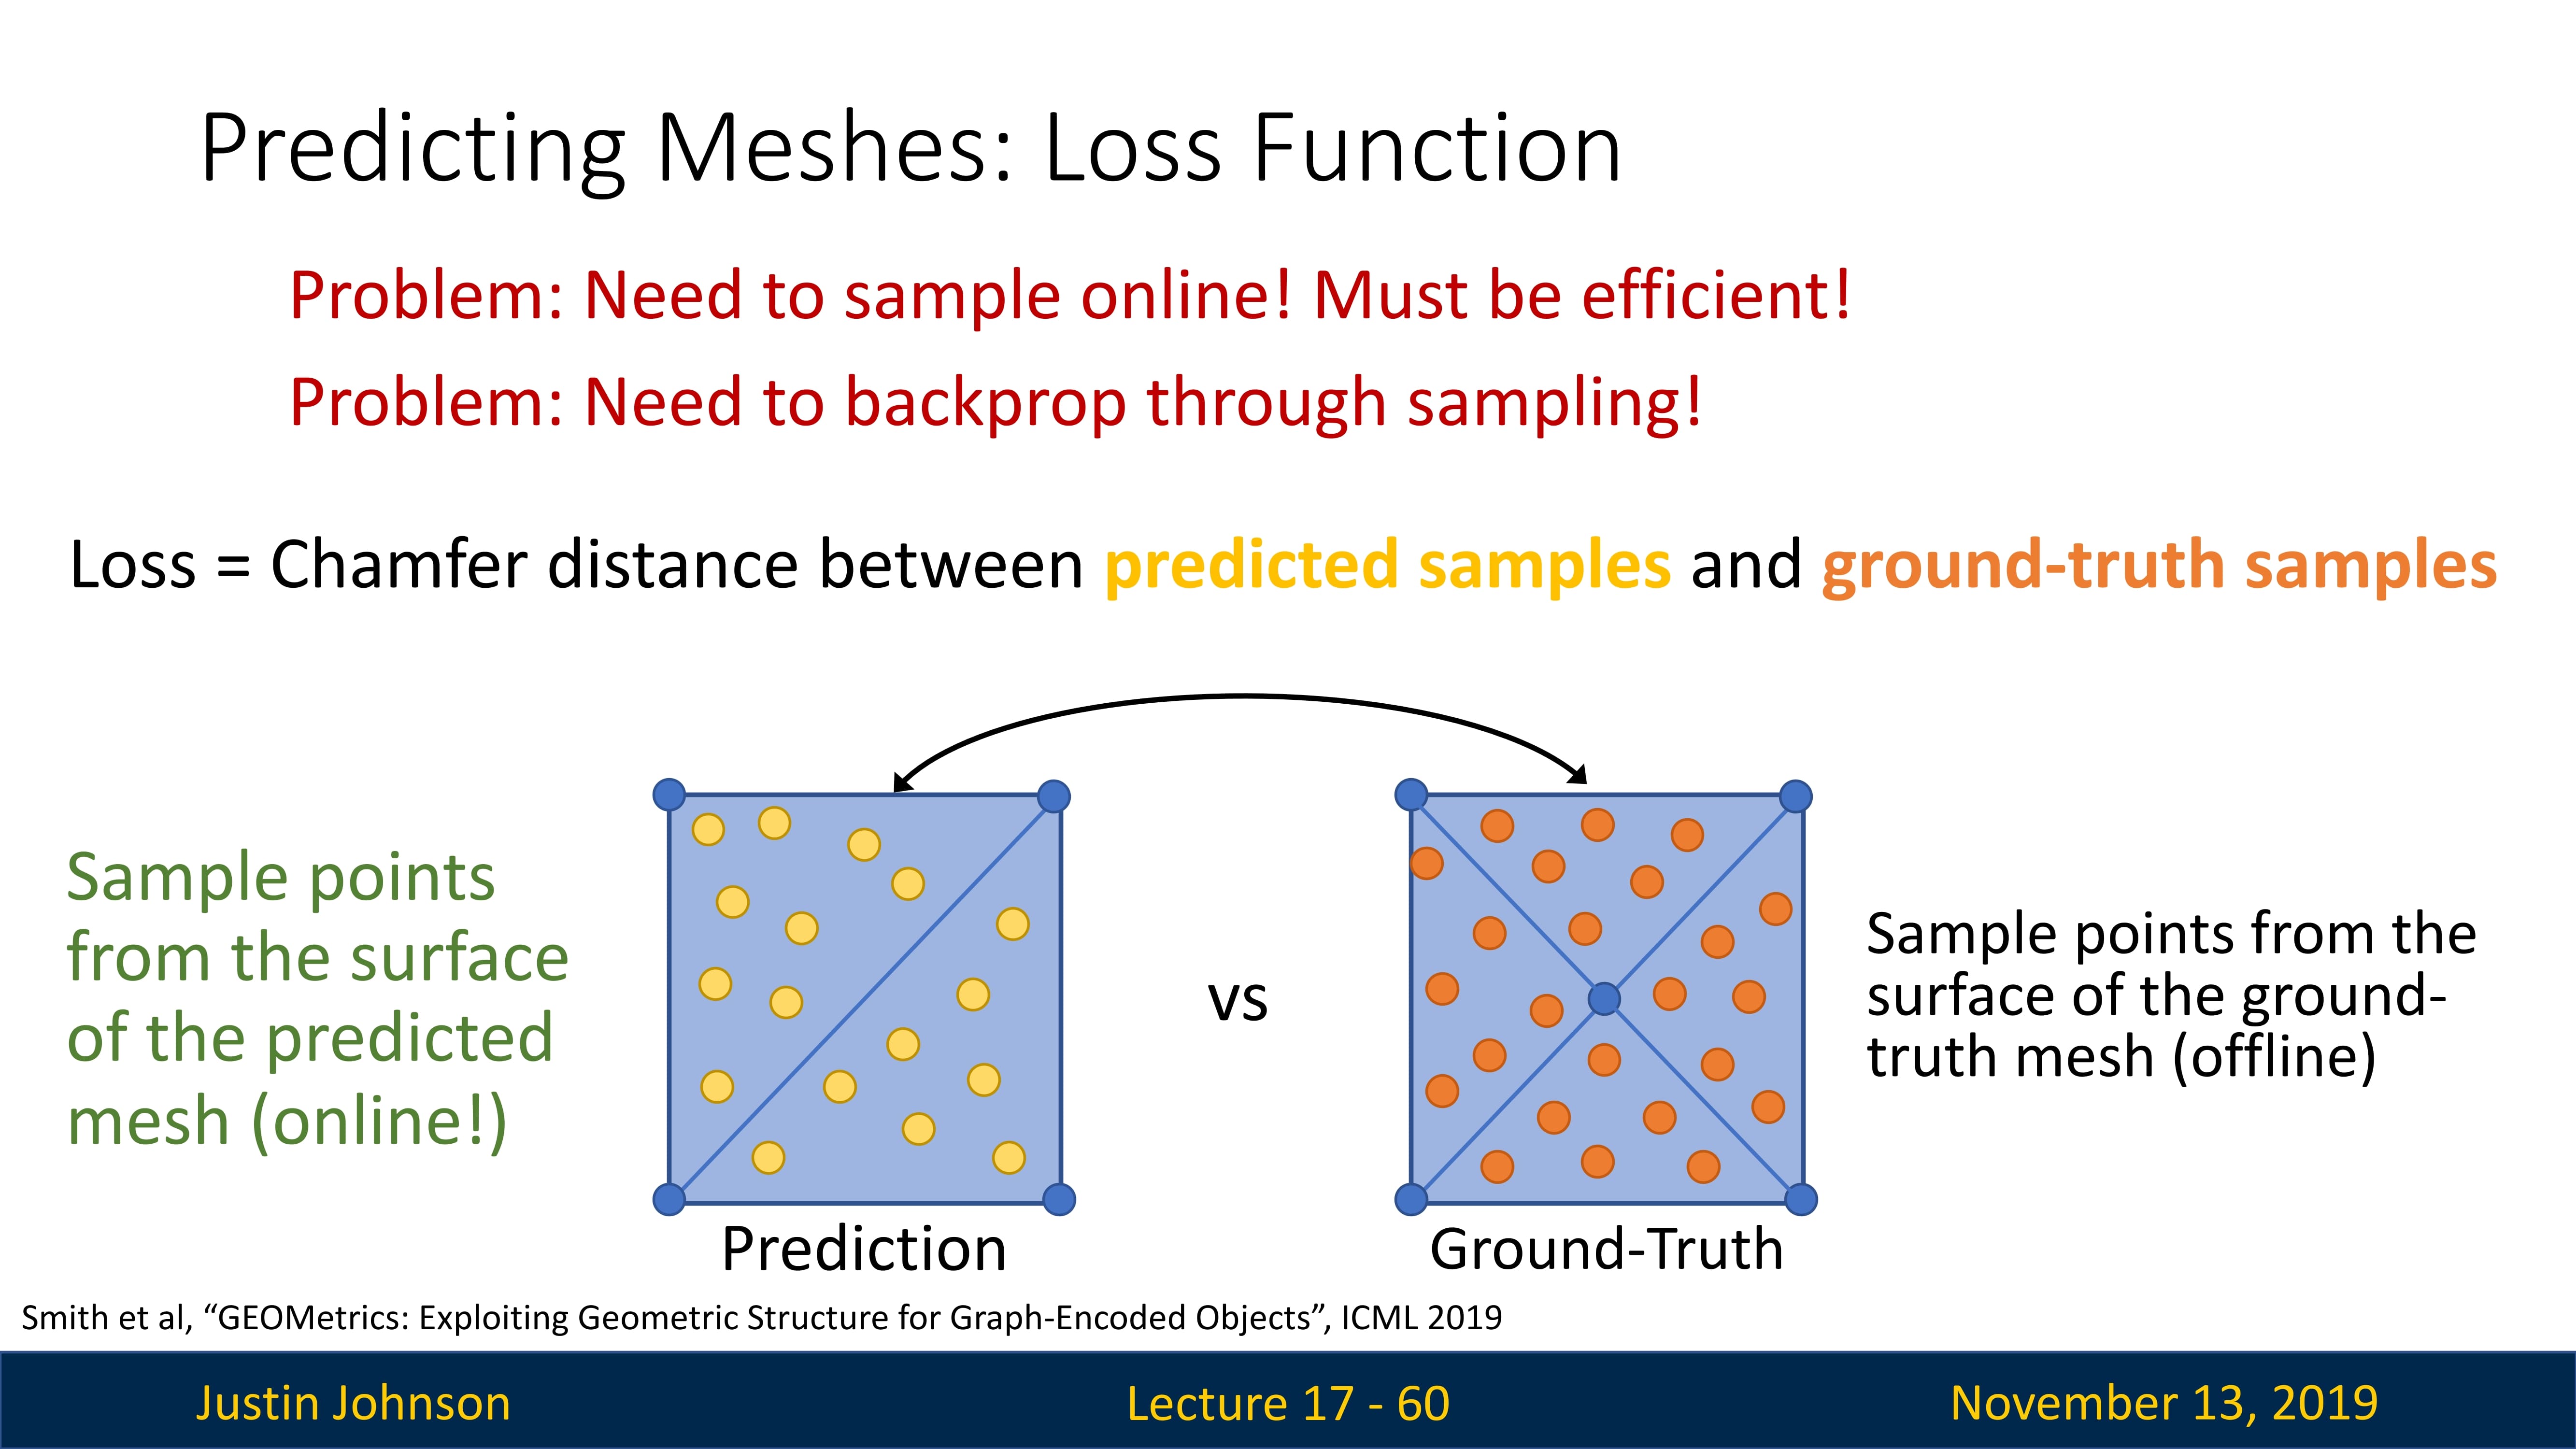 Predicting Meshes: Loss Function
Problem: Need to sample online! Must be efficient!
Problem: Need to backprop through sampling!
Loss = Chamfer distance between predicted samples and ground-truth samples
Sample points
from the surface
of the predicted
mesh (online!)
vs
Sample points from the
surface of the ground-
truth mesh (offline)
Prediction
Ground-Truth
Smith et al, “GEOMetrics: Exploiting Geometric Structure for Graph-Encoded Objects”, ICML 2019
Justin Johnson
Lecture 17 - 60
November 13, 2019